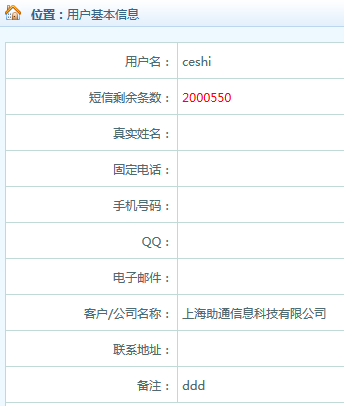 位置：用户基本信息
用户名： ceshi
短信剩余条数： 2000550
真实姓名：
固定电话：
手机号码：
QQ：
电子邮件：
客户/公司名称： 上海助通信息科技有限公司
联系地址：
备注： ddd